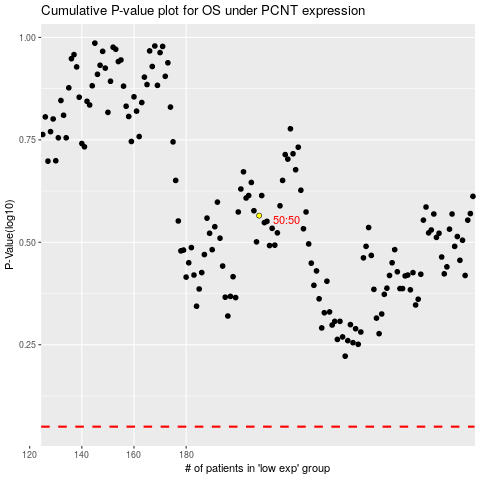 Cumulative P-value plot for OS under PCNT expression
P-Value(log10)
1.00
0.75
0.50
0.25
50:50
120 140 160 180
# of patients in 'low exp' group